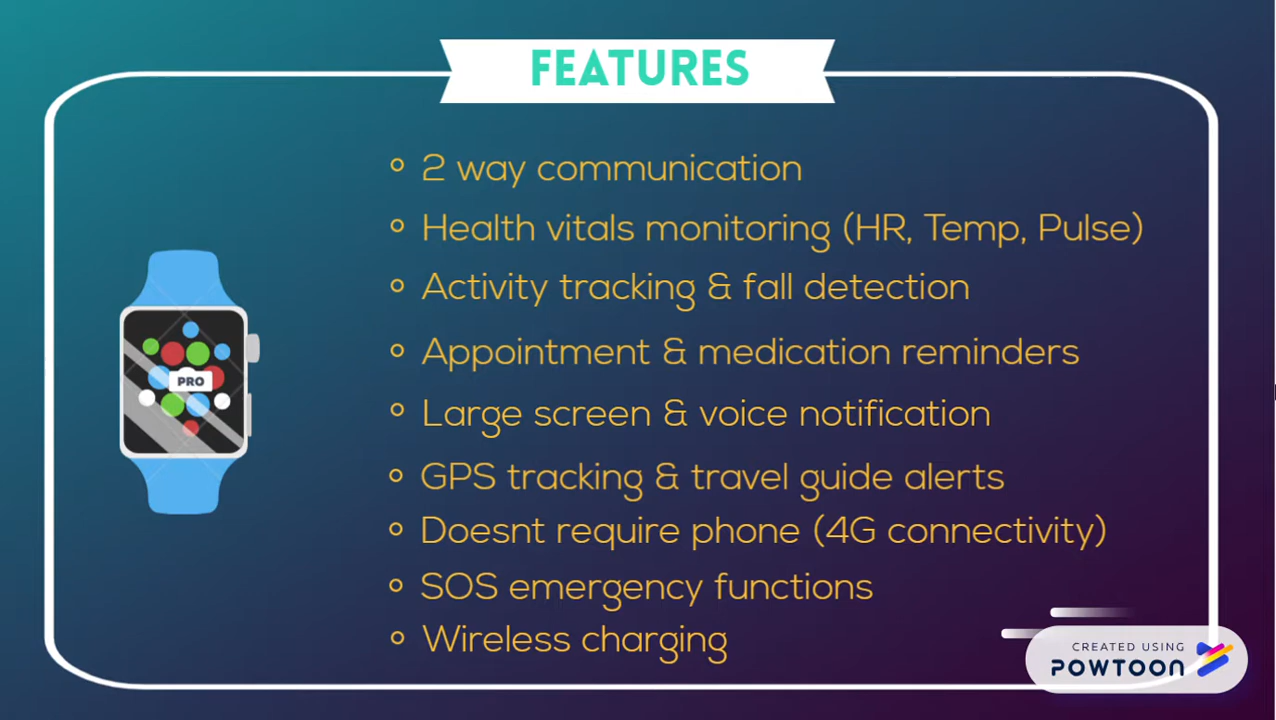 FEATURES
2 way communication
Health vitals monitoring (HR, Temp, Pulse)
Activity tracking & fall detection
Appointment & medication reminders
Large screen & voice notification
GPS tracking & travel guide alerts
Doesnt require phone (4G connectivity)
SOS emergency functions
Wireless charging
PRO
CREATED USING
POWTOON